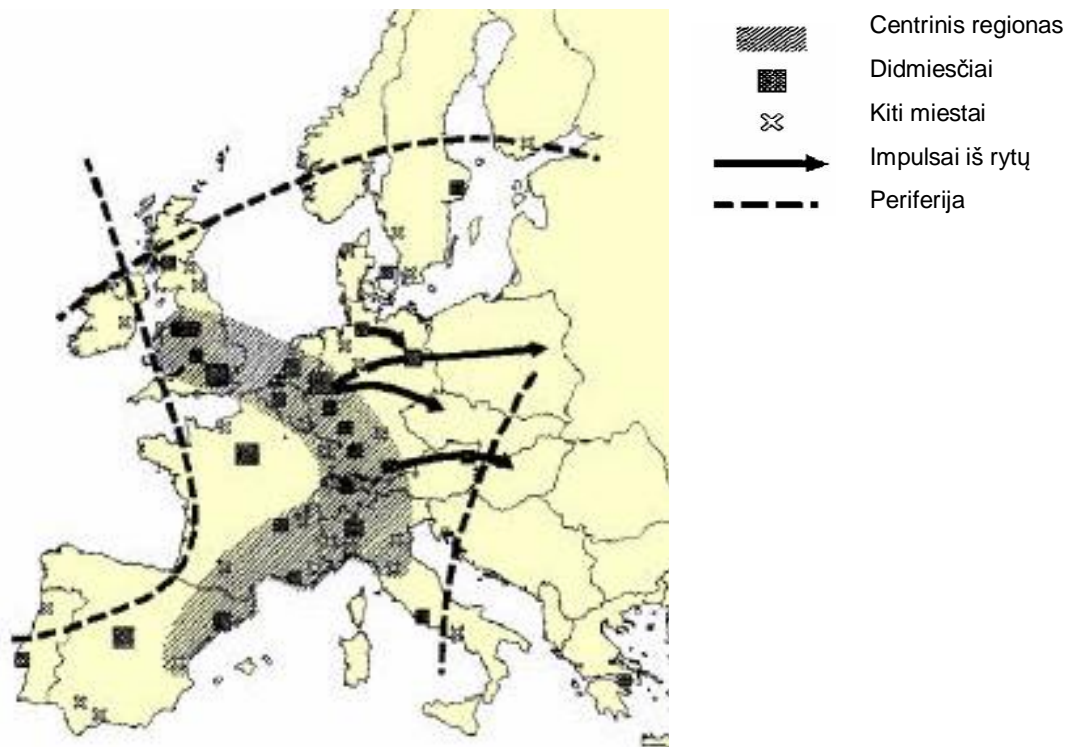 Centrinis regionas
Didmiesčiai
Kiti miestai
Impulsai iš rytų
Periferija